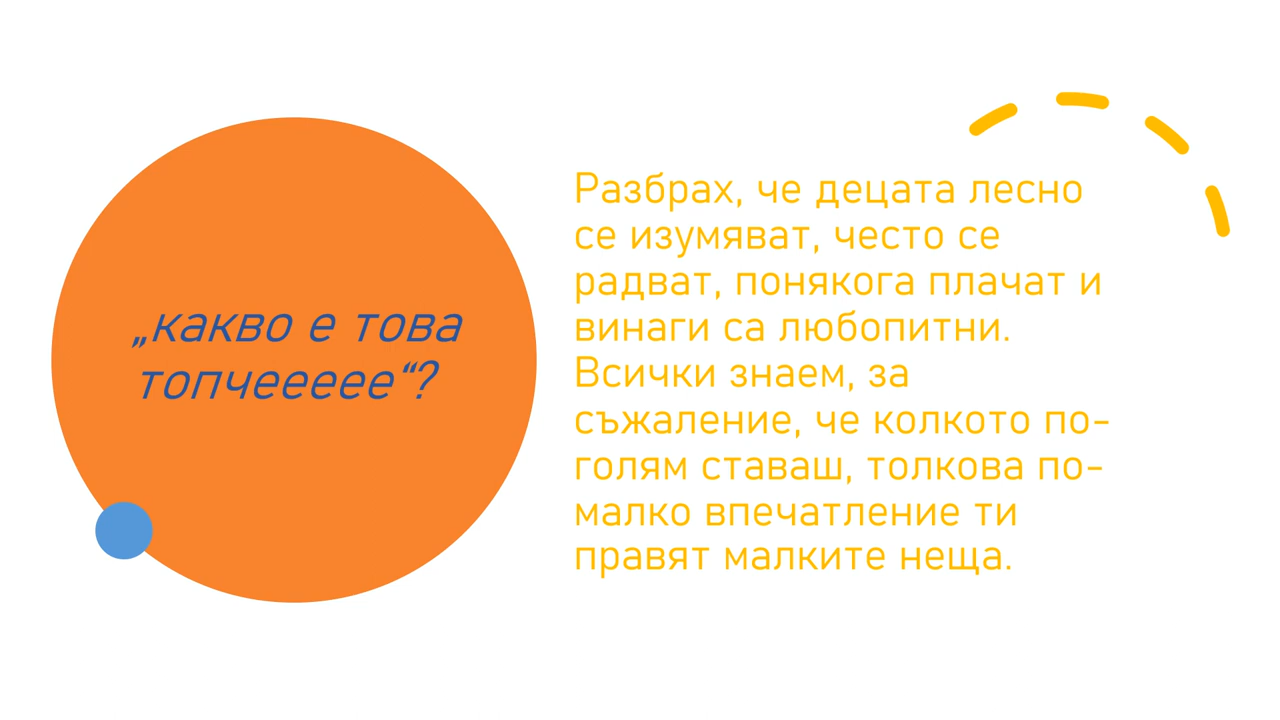 „какво е това
топчеeeeee“?
Разбрах, че децата лесно
се изумяват, често се
радват, понякога плачат и
винаги са любопитни.
Всички знаем, за
съжаление, че колкото по-
голям ставаш, толкова по-
малко впечатление ти
правят малките неща.